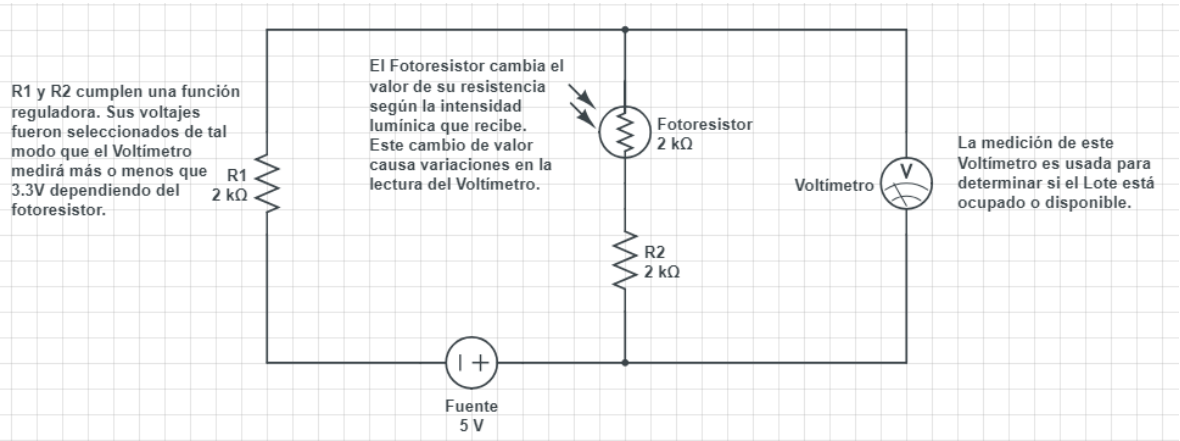 R1 y R2 cumplen una función
reguladora. Sus voltajes
fueron seleccionados de tal
modo que el Voltímetro
medirá más o menos que
3.3V dependiendo del
fotoresistor.
R1
2 kΩ
El Fotoresistor cambia el
valor de su resistencia
según la intensidad
lumínica que recibe.
Este cambio de valor
causa variaciones en la
lectura del Voltímetro.
Fotoresistor
2 kΩ
R2
2 kΩ
Voltímetro
V
La medición de este
Voltímetro es usada para
determinar si el Lote está
ocupado o disponible.
Fuente
5 V